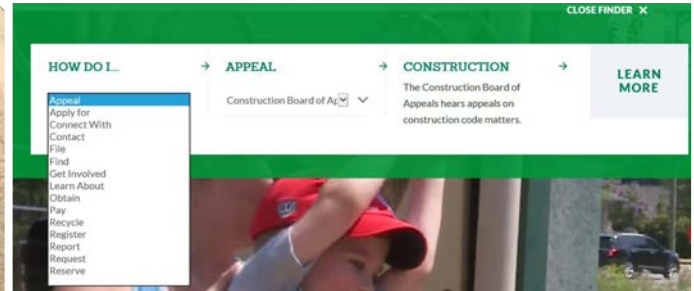 CLOSE FINDER X
HOW DO I...
Appeal
Apply for
Connect With
Contact
File
Find
Get Involved
Learn About
Obtain
Pay
Recycle
Register
Report
Request
Reserve
APPEAL
Construction Board of Ap
CONSTRUCTION
The Construction Board of
Appeals hears appeals on
construction code matters.
LEARN
MORE